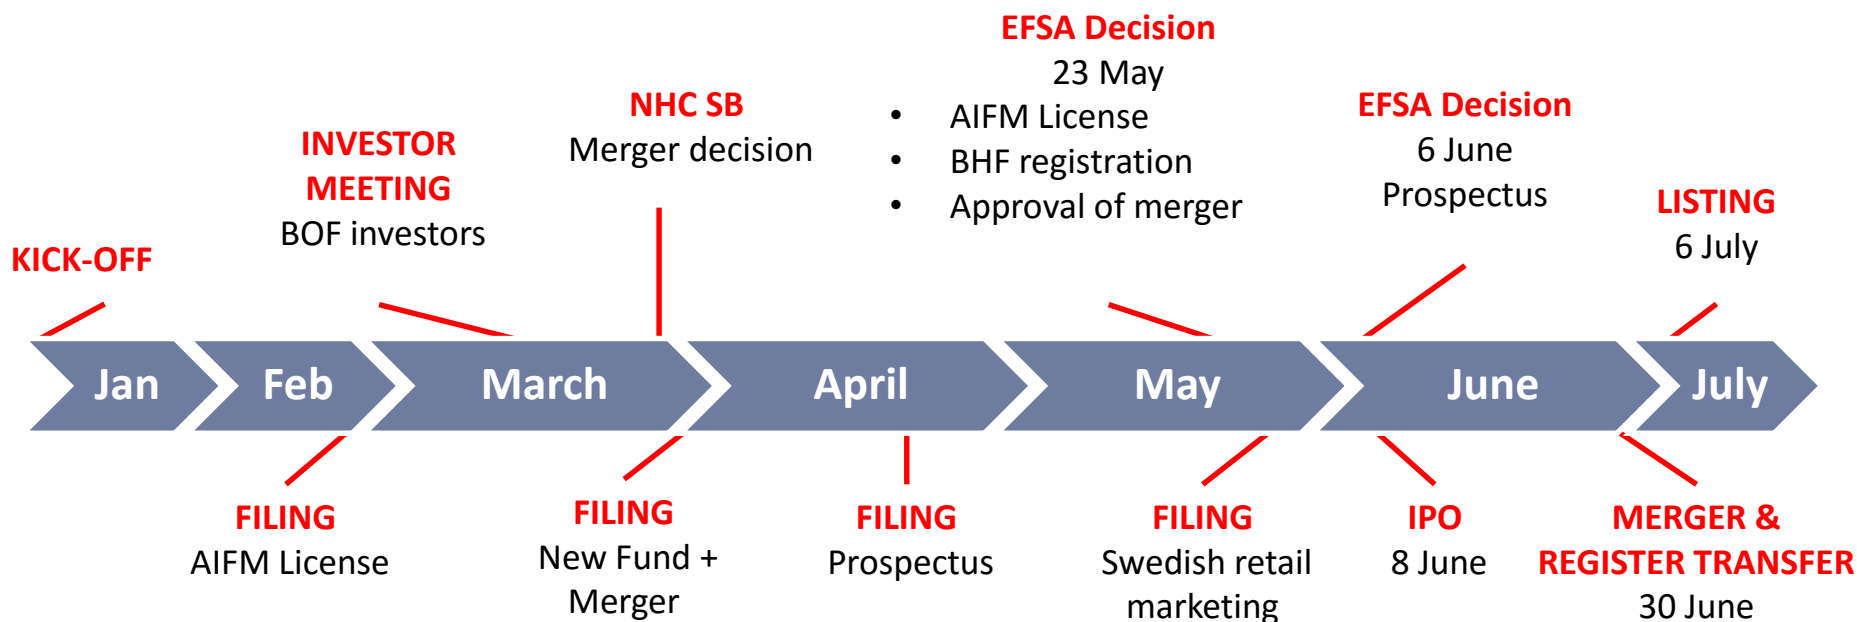 KICK-OFF
INVESTOR
MEETING
BOF investors
NHC SB
Merger decision
EFSA Decision
23 May
• AIFM License
• BHF registration
• Approval of merger
EFSA Decision
6 June
Prospectus
LISTING
6 July
Jan
Feb
March
April
May
June
July
FILING
AIFM License
FILING
New Fund +
Merger
FILING
Prospectus
FILING
Swedish retail
marketing
IPO
8 June
MERGER &
REGISTER TRANSFER
30 June